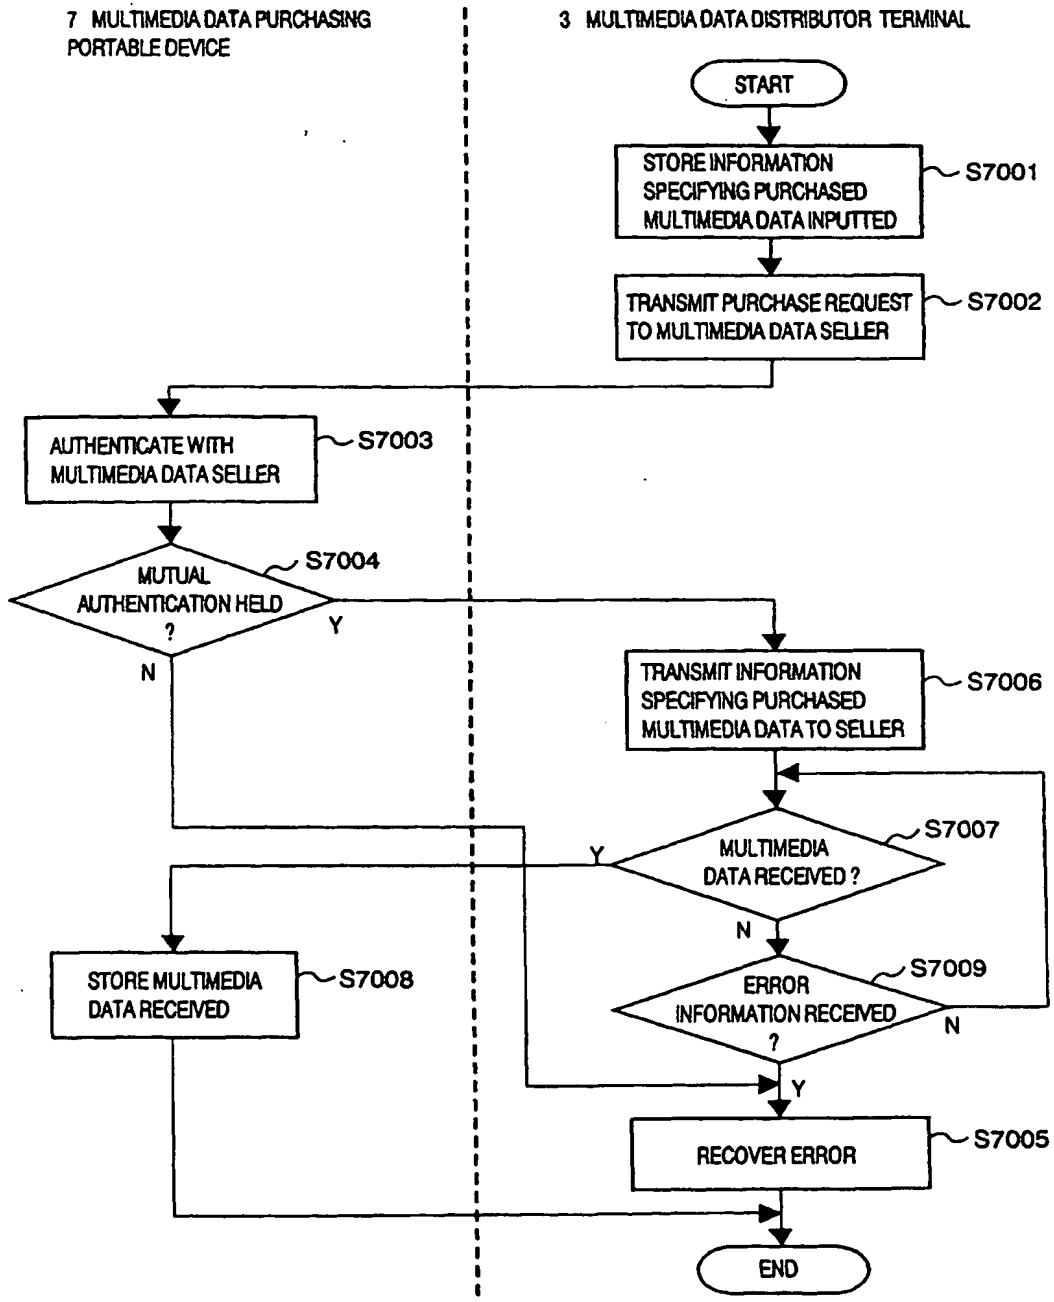 7 MULTIMEDIA DATA PURCHASING
PORTABLE DEVICE
3 MULTIMEDIA DATA DISTRIBUTOR TERMINAL
START
STORE INFORMATION
SPECIFYING PURCHASED
MULTIMEDIA DATA INPUTTED
S7001
TRANSMIT PURCHASE REQUEST
TO MULTIMEDIA DATA SELLER
S7002
AUTHENTICATE WITH
MULTIMEDIA DATA SELLER
S7003
MUTUAL
AUTHENTICATION HELD
?
S7004
Y
N
TRANSMIT INFORMATION
SPECIFYING PURCHASED
MULTIMEDIA DATA TO SELLER
S7006
MULTIMEDIA
DATA RECEIVED ?
S7007
Y
N
STORE MULTIMEDIA
DATA RECEIVED
S7008
ERROR
INFORMATION RECEIVED
?
S7009
N
Y
RECOVER ERROR
S7005
END